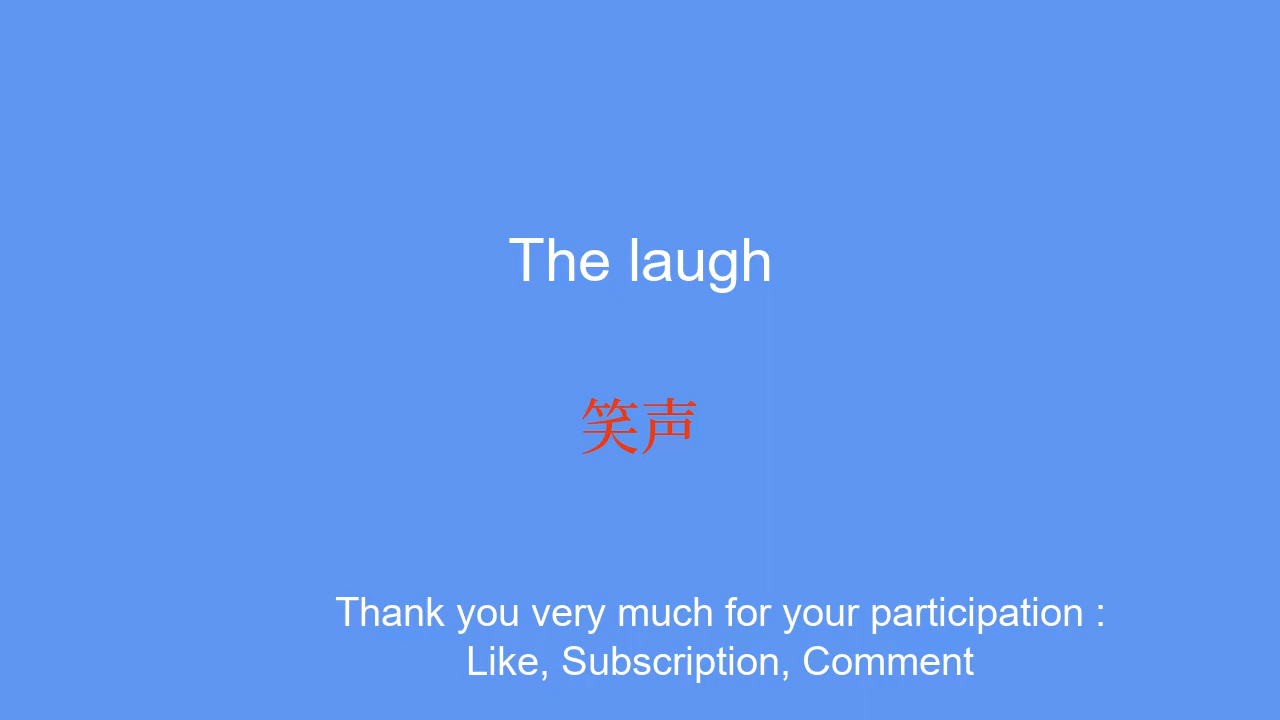 The laugh
笑声
Thank you very much for your participation :
Like, Subscription, Comment